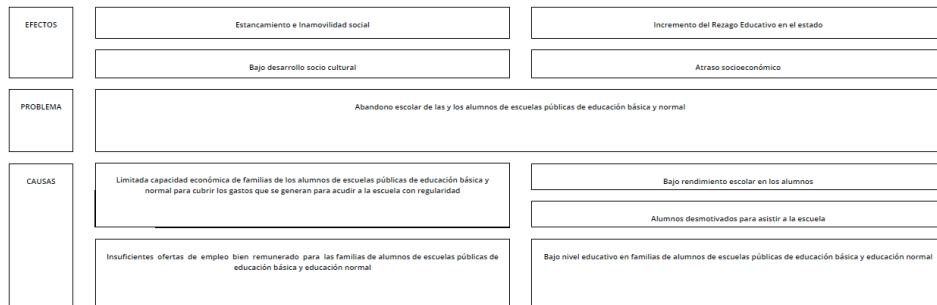 EFECTOS
Estancamiento e Inamovilidad social
Incremento del Rezago Educativo en el estado
Bajo desarrollo socio cultural
Atraso socioeconómico
PROBLEMA
Abandono escolar de las y los alumnos de escuelas públicas de educación básica y normal
CAUSAS
Limitada capacidad económica de familias de los alumnos de escuelas públicas de educación básica y
normal para cubrir los gastos que se generan para acudir a la escuela con regularidad
Bajo rendimiento escolar en los alumnos
Alumnos desmotivados para asistir a la escuela
Insuficientes ofertas de empleo bien remunerado para las familias de alumnos de escuelas públicas de
educación básica y educación normal
Bajo nivel educativo en familias de alumnos de escuelas públicas de educación básica y educación normal